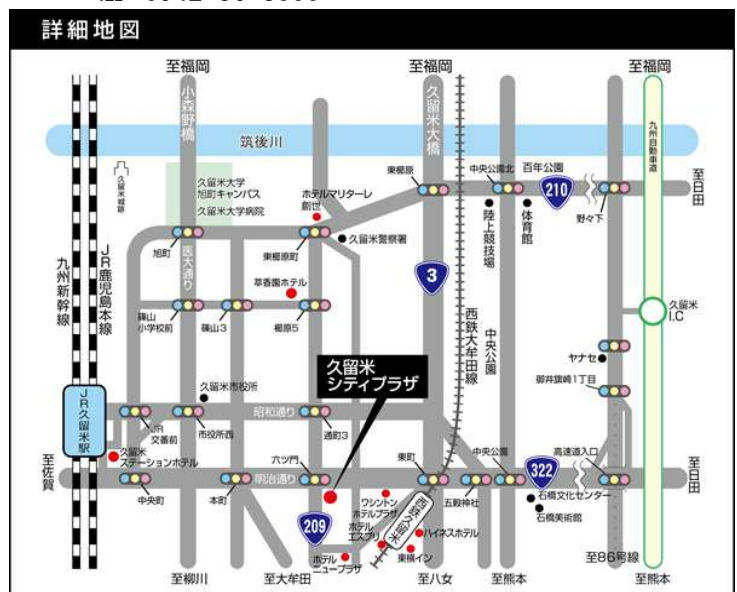 詳細地図
至福岡
至福岡
至福岡
小森野橋
久留米大橋
九州自動車道
筑後川
久留米城跡
久留米大学
旭町キャンパス
久留米大学病院
ホテルマリターレ
創世
東櫛原
中央公園北
百年公園
210
至日田
陸上競技場
体育館
野々下
旭町
医大通り
東櫛原町
久留米警察署
九州新幹線
JR鹿児島本線
草香園ホテル
3
西鉄大牟田線
中央公園
篠山
小学校前
篠山3
櫛原5
久留米
I.C
ヤナセ
久留米
シティプラザ
御井旗崎1丁目
JR久留米駅
久留米市役所
昭和通り
JR
交番前
市役所西
通町3
久留米
ステーションホテル
六ツ門
東町
中央公園
322
高速道入口
至佐賀
明治通り
至日田
中央町
本町
ワシントン
ホテルプラザ
五穀神社
石橋文化センター
石橋美術館
209
ホテル
エスプリ
西鉄久留米
ハイネスホテル
ホテル
ニュープラザ
東横イン
至86号線
至柳川
至大牟田
至八女
至熊本
至熊本